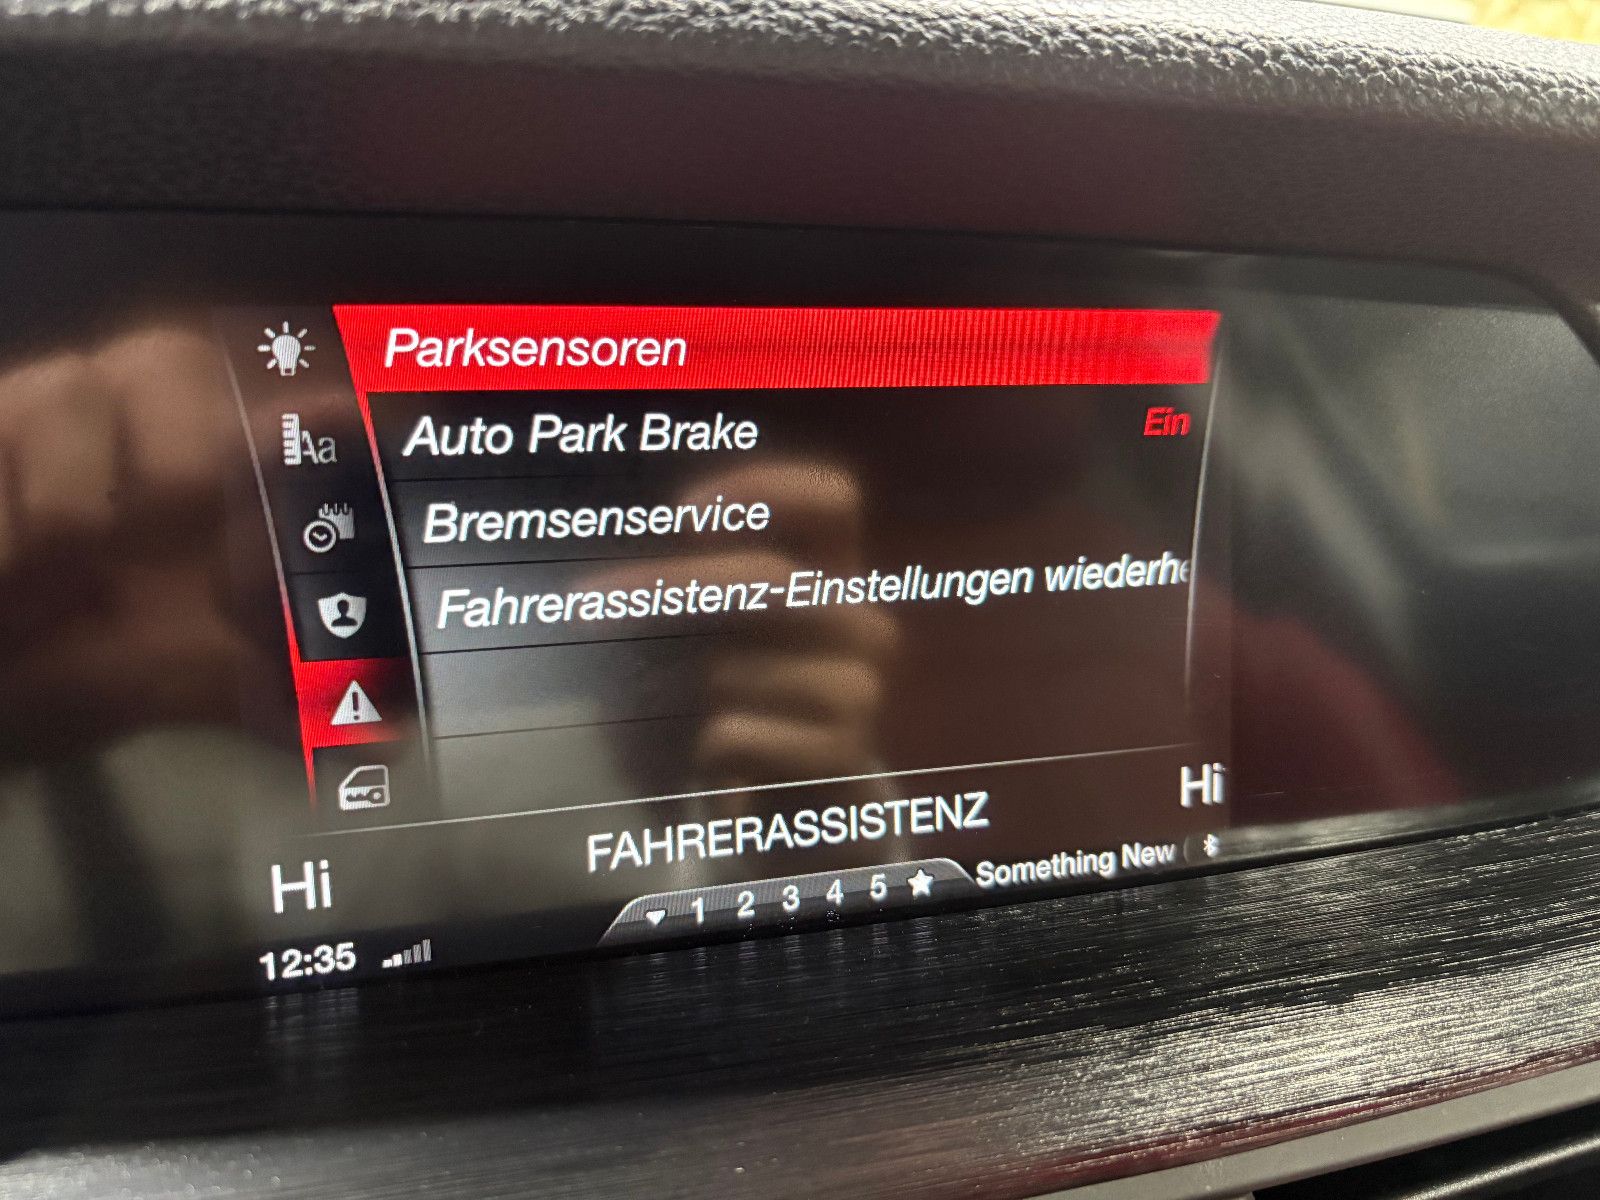 Parksensoren
Auto Park Brake Ein
Bremsenservice
Fahrerassistenz-Einstellungen wiederhe
Aa
FAHRERASSISTENZ
Hi
Hi
1 2 3 4 5
Something New
12:35